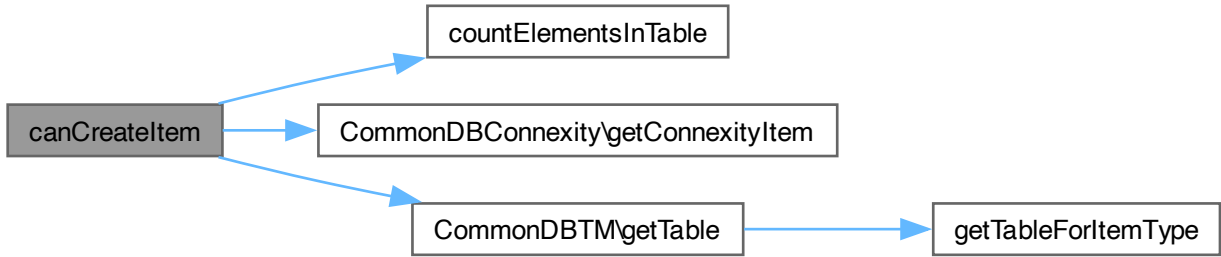 countElementsInTable
canCreateItem
CommonDBConnexity\getConnexityItem
CommonDBTM\getTable
getTableForItemType